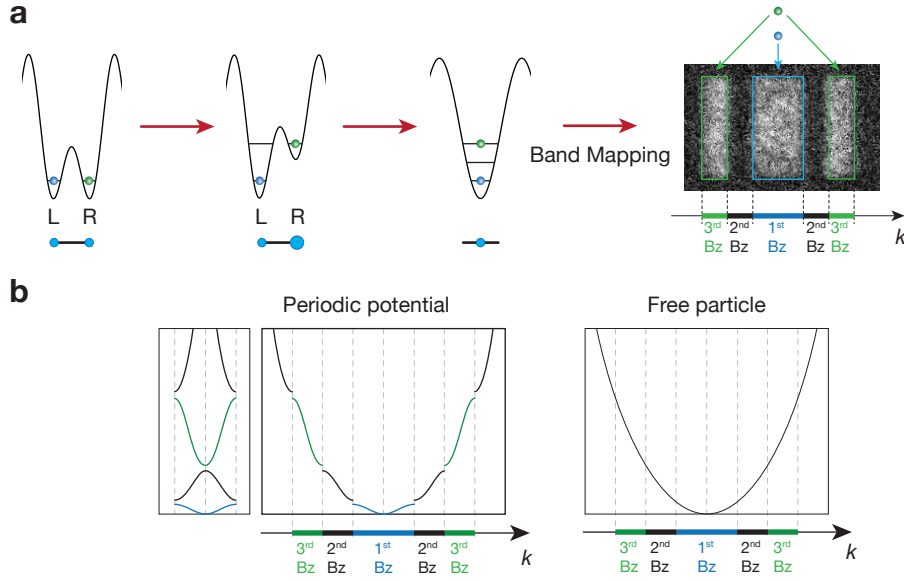 a
L R
L R
Band Mapping
3rd Bz 2nd Bz 1st Bz 2nd Bz 3rd Bz
k
b
Periodic potential
Free particle
3rd Bz 2nd Bz 1st Bz 2nd Bz 3rd Bz
k
3rd Bz 2nd Bz 1st Bz 2nd Bz 3rd Bz
k